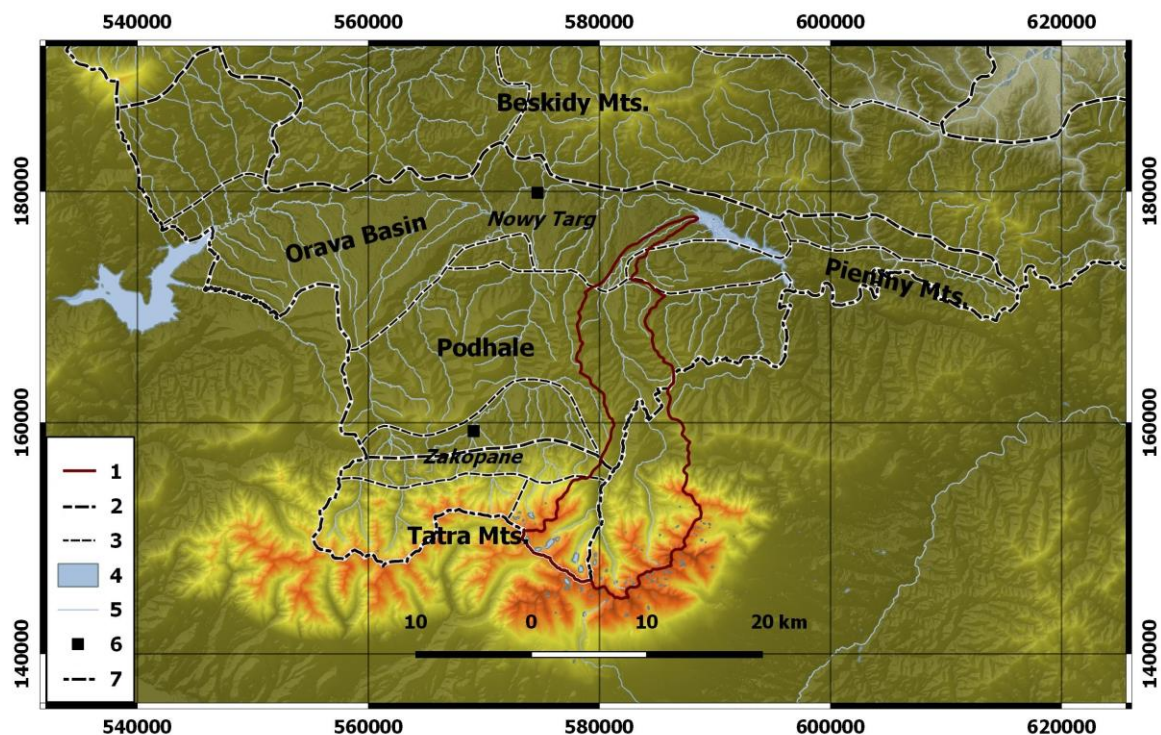 540000 560000 580000 600000 620000
Beskidy Mts.
180000 180000
Nowy Targ
Orava Basin
Pieniny Mts.
Podhale
160000 160000
Zakopane
1
2
Tatra Mts.
3
4
5
10 0 10 20 km
6
7
140000 140000
540000 560000 580000 600000 620000